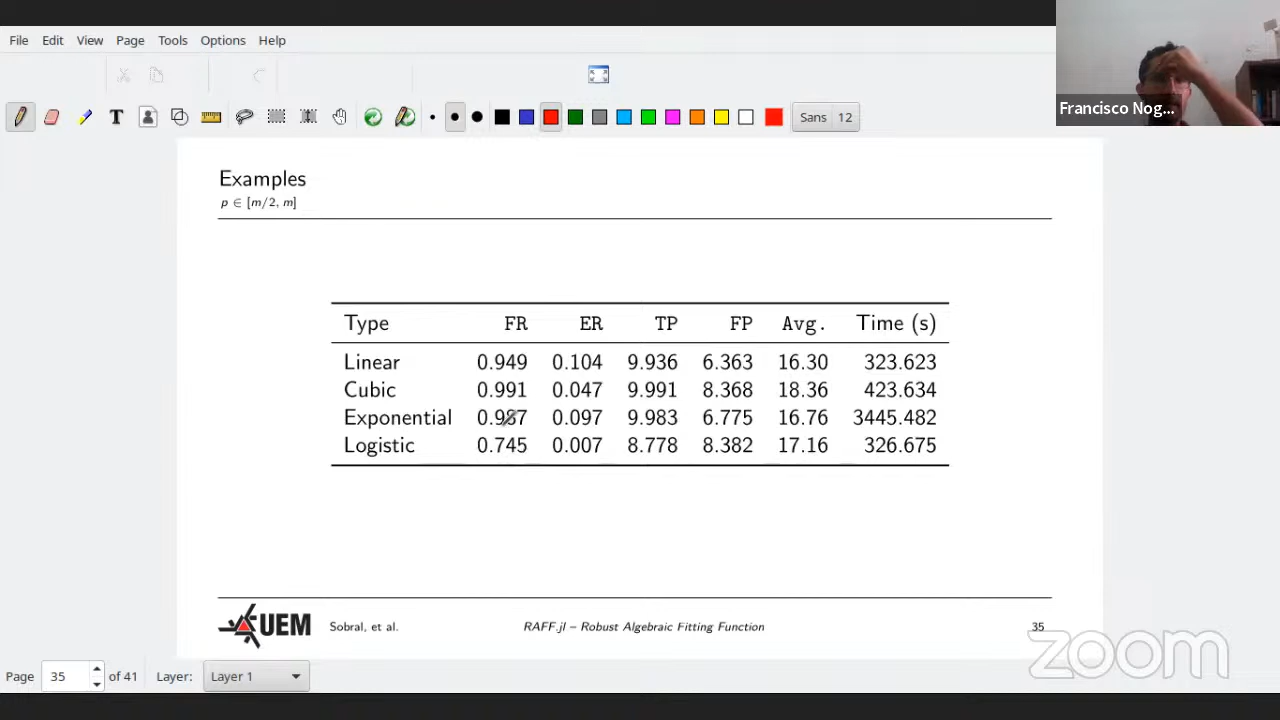 File Edit View Page Tools Options Help
Francisco Nog...
T
Sans 12
Examples
p ∈ [m/2, m]
Type FR ER TP FP Avg. Time (s)
Linear 0.949 0.104 9.936 6.363 16.30 323.623
Cubic 0.991 0.047 9.991 8.368 18.36 423.634
Exponential 0.987 0.097 9.983 6.775 16.76 3445.482
Logistic 0.745 0.007 8.778 8.382 17.16 326.675
UEM Sobral, et al. RAFF.jl – Robust Algebraic Fitting Function 35
zoom
Page 35 of 41 Layer: Layer 1